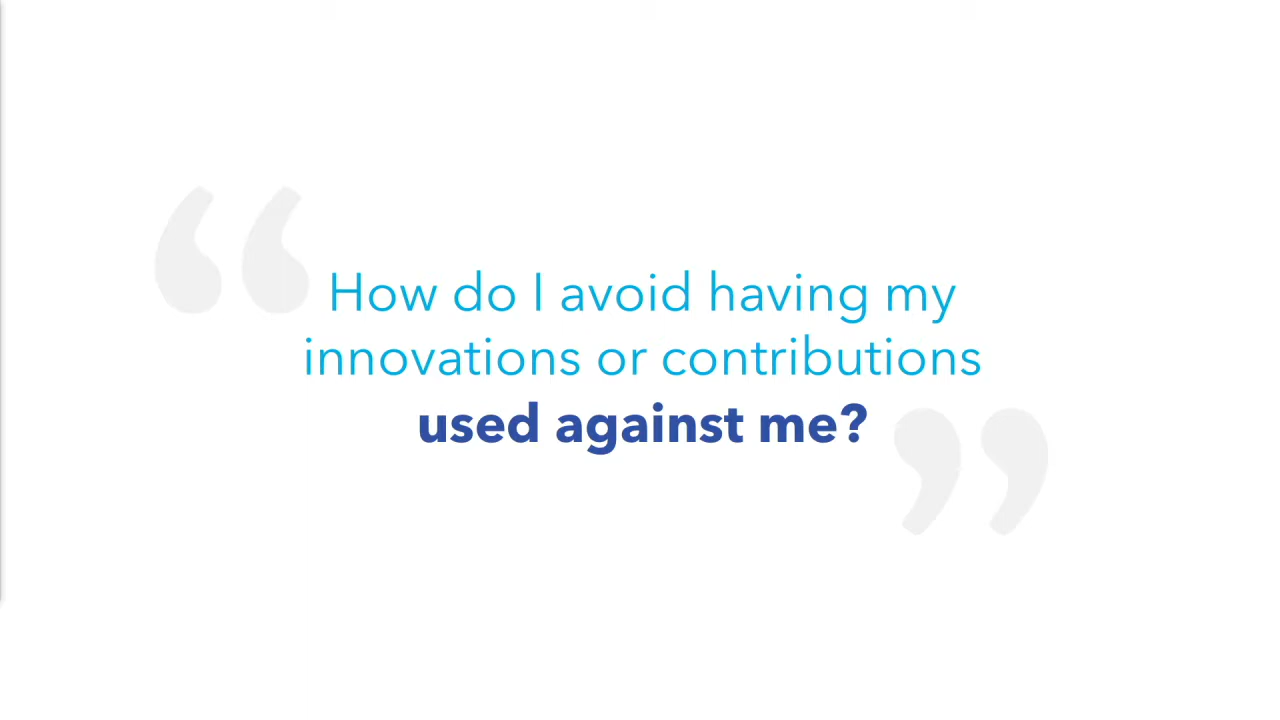 “
How do I avoid having my
innovations or contributions
used against me?
”